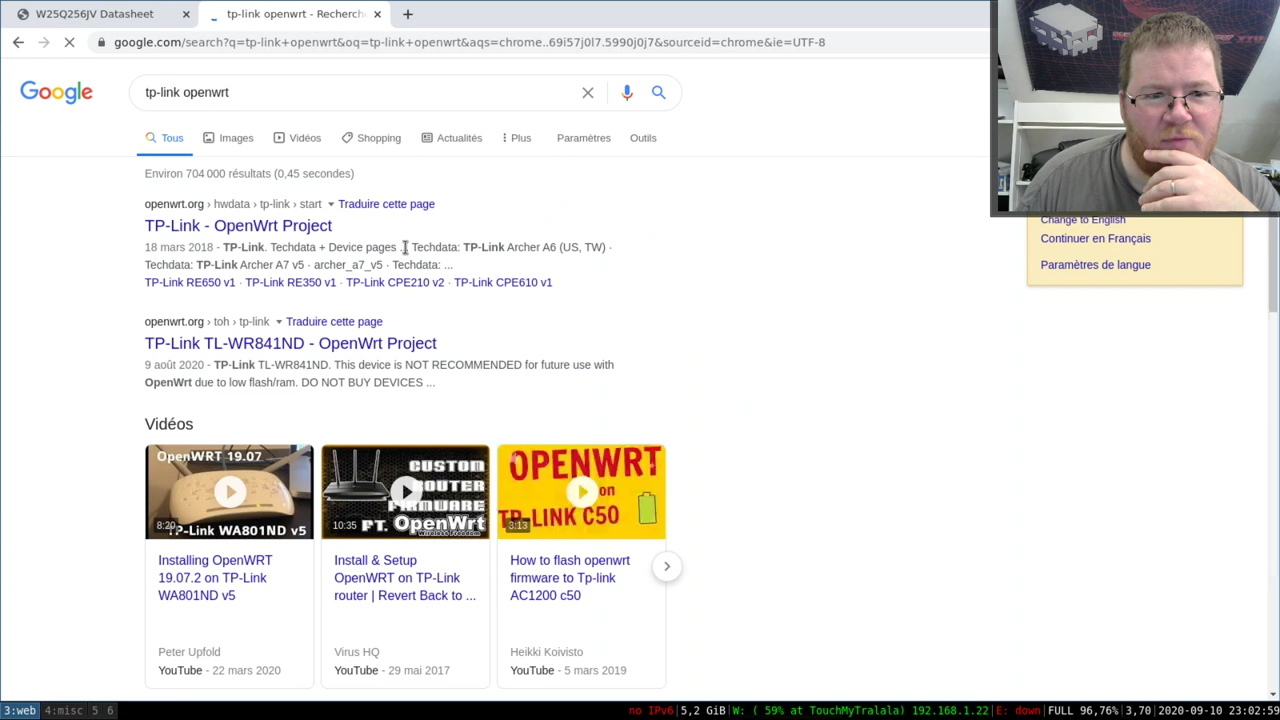 W25Q256JV Datasheet
tp-link openwrt - Recherch
google.com/search?q=tp-link+openwrt&oq=tp-link+openwrt&aqs=chrome..69i57j0l7.5990j0j7&sourceid=chrome&ie=UTF-8
Google
tp-link openwrt
Tous Images Vidéos Shopping Actualités Plus Paramètres Outils
Environ 704 000 résultats (0,45 secondes)
openwrt.org › hwdata › tp-link › start Traduire cette page
TP-Link - OpenWrt Project
18 mars 2018 - TP-Link. Techdata + Device pages ... Techdata: TP-Link Archer A6 (US, TW) ·
Techdata: TP-Link Archer A7 v5 · archer_a7_v5 · Techdata: ...
TP-Link RE650 v1 · TP-Link RE350 v1 · TP-Link CPE210 v2 · TP-Link CPE610 v1
openwrt.org › toh › tp-link Traduire cette page
TP-Link TL-WR841ND - OpenWrt Project
9 août 2020 - TP-Link TL-WR841ND. This device is NOT RECOMMENDED for future use with
OpenWrt due to low flash/ram. DO NOT BUY DEVICES ...
Change to English
Continuer en Français
Paramètres de langue
Vidéos
OpenWRT 19.07
TP-Link WA801ND v5
8:20
CUSTOM
ROUTER
FIRMWARE
PT. OpenWrt
Wireless Freedom
10:35
OPENWRT
on
TP-LINK C50
3:13
Installing OpenWRT
19.07.2 on TP-Link
WA801ND v5
Peter Upfold
YouTube - 22 mars 2020
Install & Setup
OpenWRT on TP-Link
router | Revert Back to ...
Virus HQ
YouTube - 29 mai 2017
How to flash openwrt
firmware to Tp-link
AC1200 c50
Heikki Koivisto
YouTube - 5 mars 2019
3:web 4:misc 5 6
no IPv6 5,2 GiB W: ( 59% at TouchMyTralala) 192.168.1.22 E: down FULL 96,76% 3,70 2020-09-10 23:02:59